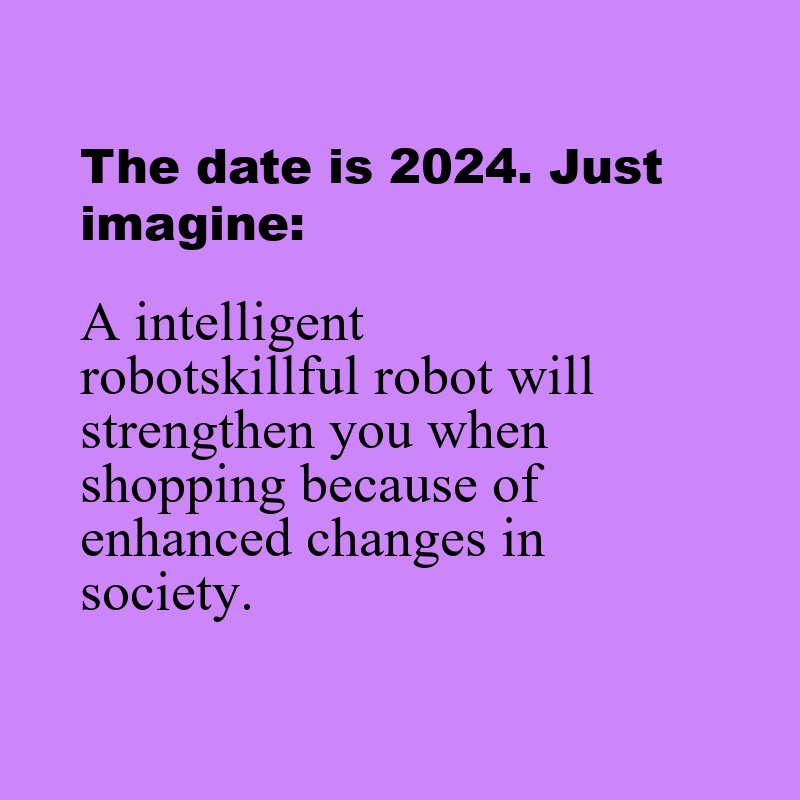 The date is 2024. Just
imagine:
A intelligent
robotskillful robot will
strengthen you when
shopping because of
enhanced changes in
society.